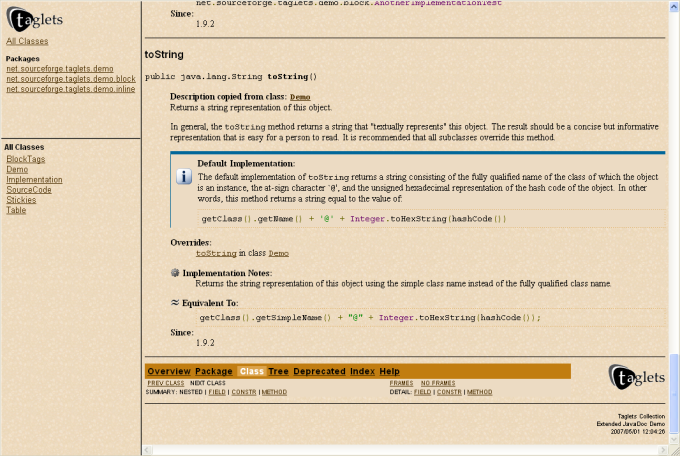 taglets
All Classes
Packages
net.sourceforge.taglets.demo
net.sourceforge.taglets.demo.block
net.sourceforge.taglets.demo.inline
All Classes
BlockTags
Demo
Implementation
SourceCode
Stickies
Table
net.sourceforge.taglets.demo.block.AnotherImplementationTest
Since:
1.9.2
toString
public java.lang.String toString()
Description copied from class: Demo
Returns a string representation of this object.
In general, the toString method returns a string that "textually represents" this object. The result should be a concise but informative
representation that is easy for a person to read. It is recommended that all subclasses override this method.
Default Implementation:
The default implementation of toString returns a string consisting of the fully qualified name of the class of which the object
is an instance, the at-sign character '@', and the unsigned hexadecimal representation of the hash code of the object. In other
words, this method returns a string equal to the value of:
getClass().getName() + '@' + Integer.toHexString(hashCode())
Overrides:
toString in class Demo
Implementation Notes:
Returns the string representation of this object using the simple class name instead of the fully qualified class name.
≈ Equivalent To:
getClass().getSimpleName() + "@" + Integer.toHexString(hashCode());
Since:
1.9.2
Overview Package Class Tree Deprecated Index Help
PREV CLASS NEXT CLASS FRAMES NO FRAMES
SUMMARY: NESTED | FIELD | CONSTR | METHOD DETAIL: FIELD | CONSTR | METHOD
taglets
Taglets Collection
Extended JavaDoc Demo
2007/06/01 12:04:26